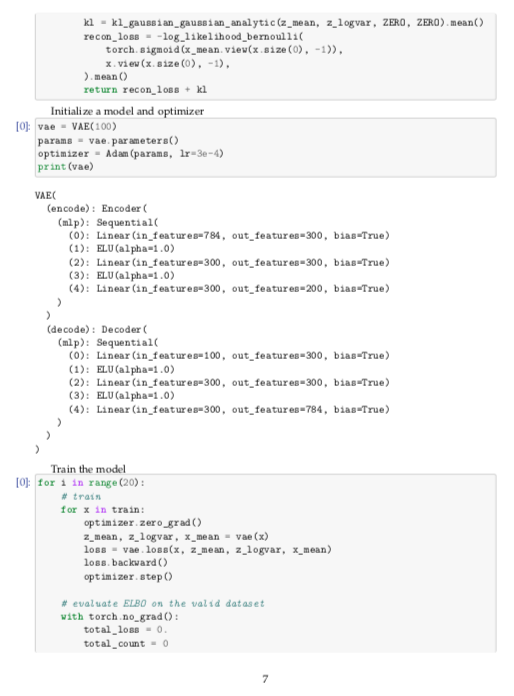 kl = kl_gaussian_gaussian_analytic(z_mean, z_logvar, ZERO, ZERO).mean()
recon_loss = -log_likelihood_bernoulli(
torch.sigmoid(x_mean.view(x.size(0), -1)),
x.view(x.size(0), -1),
).mean()
return recon_loss + kl
Initialize a model and optimizer
[0]: vae = VAE(100)
params = vae.parameters()
optimizer = Adam(params, lr=3e-4)
print(vae)
VAE(
(encode): Encoder(
(mlp): Sequential(
(0): Linear(in_features=784, out_features=300, bias=True)
(1): ELU(alpha=1.0)
(2): Linear(in_features=300, out_features=300, bias=True)
(3): ELU(alpha=1.0)
(4): Linear(in_features=300, out_features=200, bias=True)
)
)
(decode): Decoder(
(mlp): Sequential(
(0): Linear(in_features=100, out_features=300, bias=True)
(1): ELU(alpha=1.0)
(2): Linear(in_features=300, out_features=300, bias=True)
(3): ELU(alpha=1.0)
(4): Linear(in_features=300, out_features=784, bias=True)
)
)
)
Train the model
[0]: for i in range(20):
# train
for x in train:
optimizer.zero_grad()
z_mean, z_logvar, x_mean = vae(x)
loss = vae.loss(x, z_mean, z_logvar, x_mean)
loss.backward()
optimizer.step()
# evaluate ELBO on the valid dataset
with torch.no_grad():
total_loss = 0.
total_count = 0
7